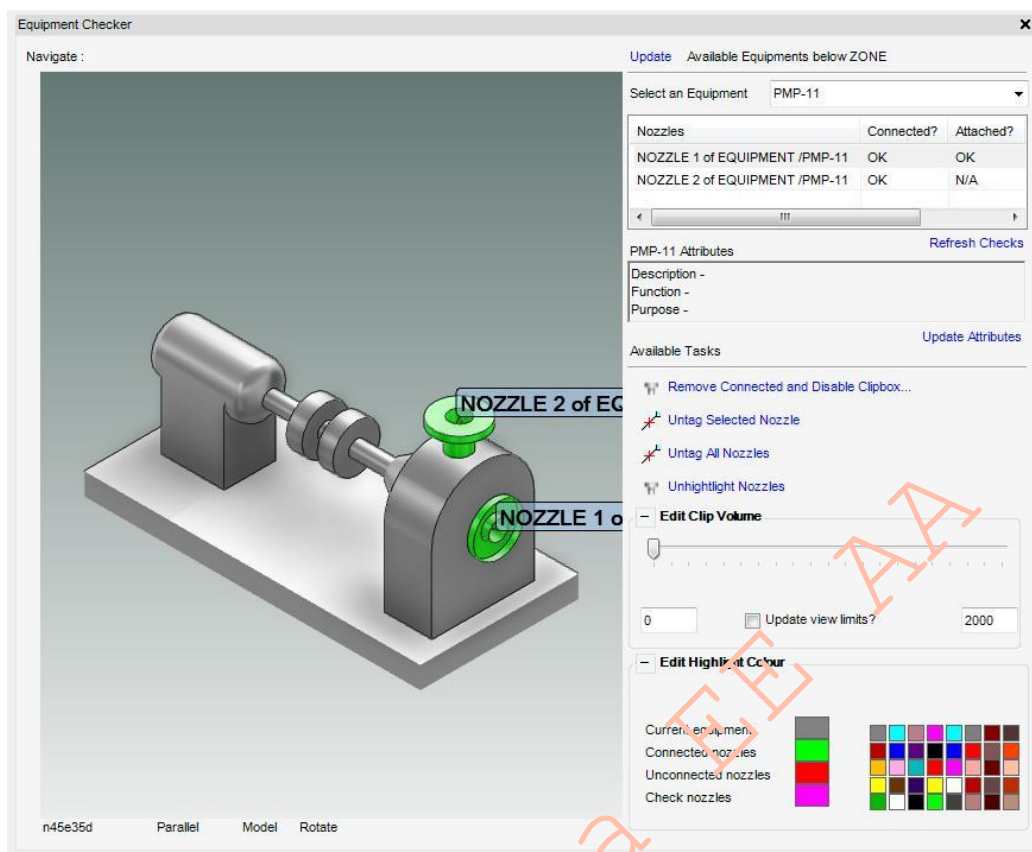 Equipment Checker
Navigate :
Update Available Equipments below ZONE
Select an Equipment PMP-11
Nozzles Connected? Attached?
NOZZLE 1 of EQUIPMENT /PMP-11 OK OK
NOZZLE 2 of EQUIPMENT /PMP-11 OK N/A
Refresh Checks
PMP-11 Attributes
Description -
Function -
Purpose -
Update Attributes
Available Tasks
Remove Connected and Disable Clipbox...
Untag Selected Nozzle
Untag All Nozzles
Unhightlight Nozzles
NOZZLE 2 of EQ
NOZZLE 1 o
Edit Clip Volume
0 Update view limits? 2000
Edit Highlight Colour
Current equipment
Connected nozzles
Unconnected nozzles
Check nozzles
n45e35d Parallel Model Rotate
a EE AA